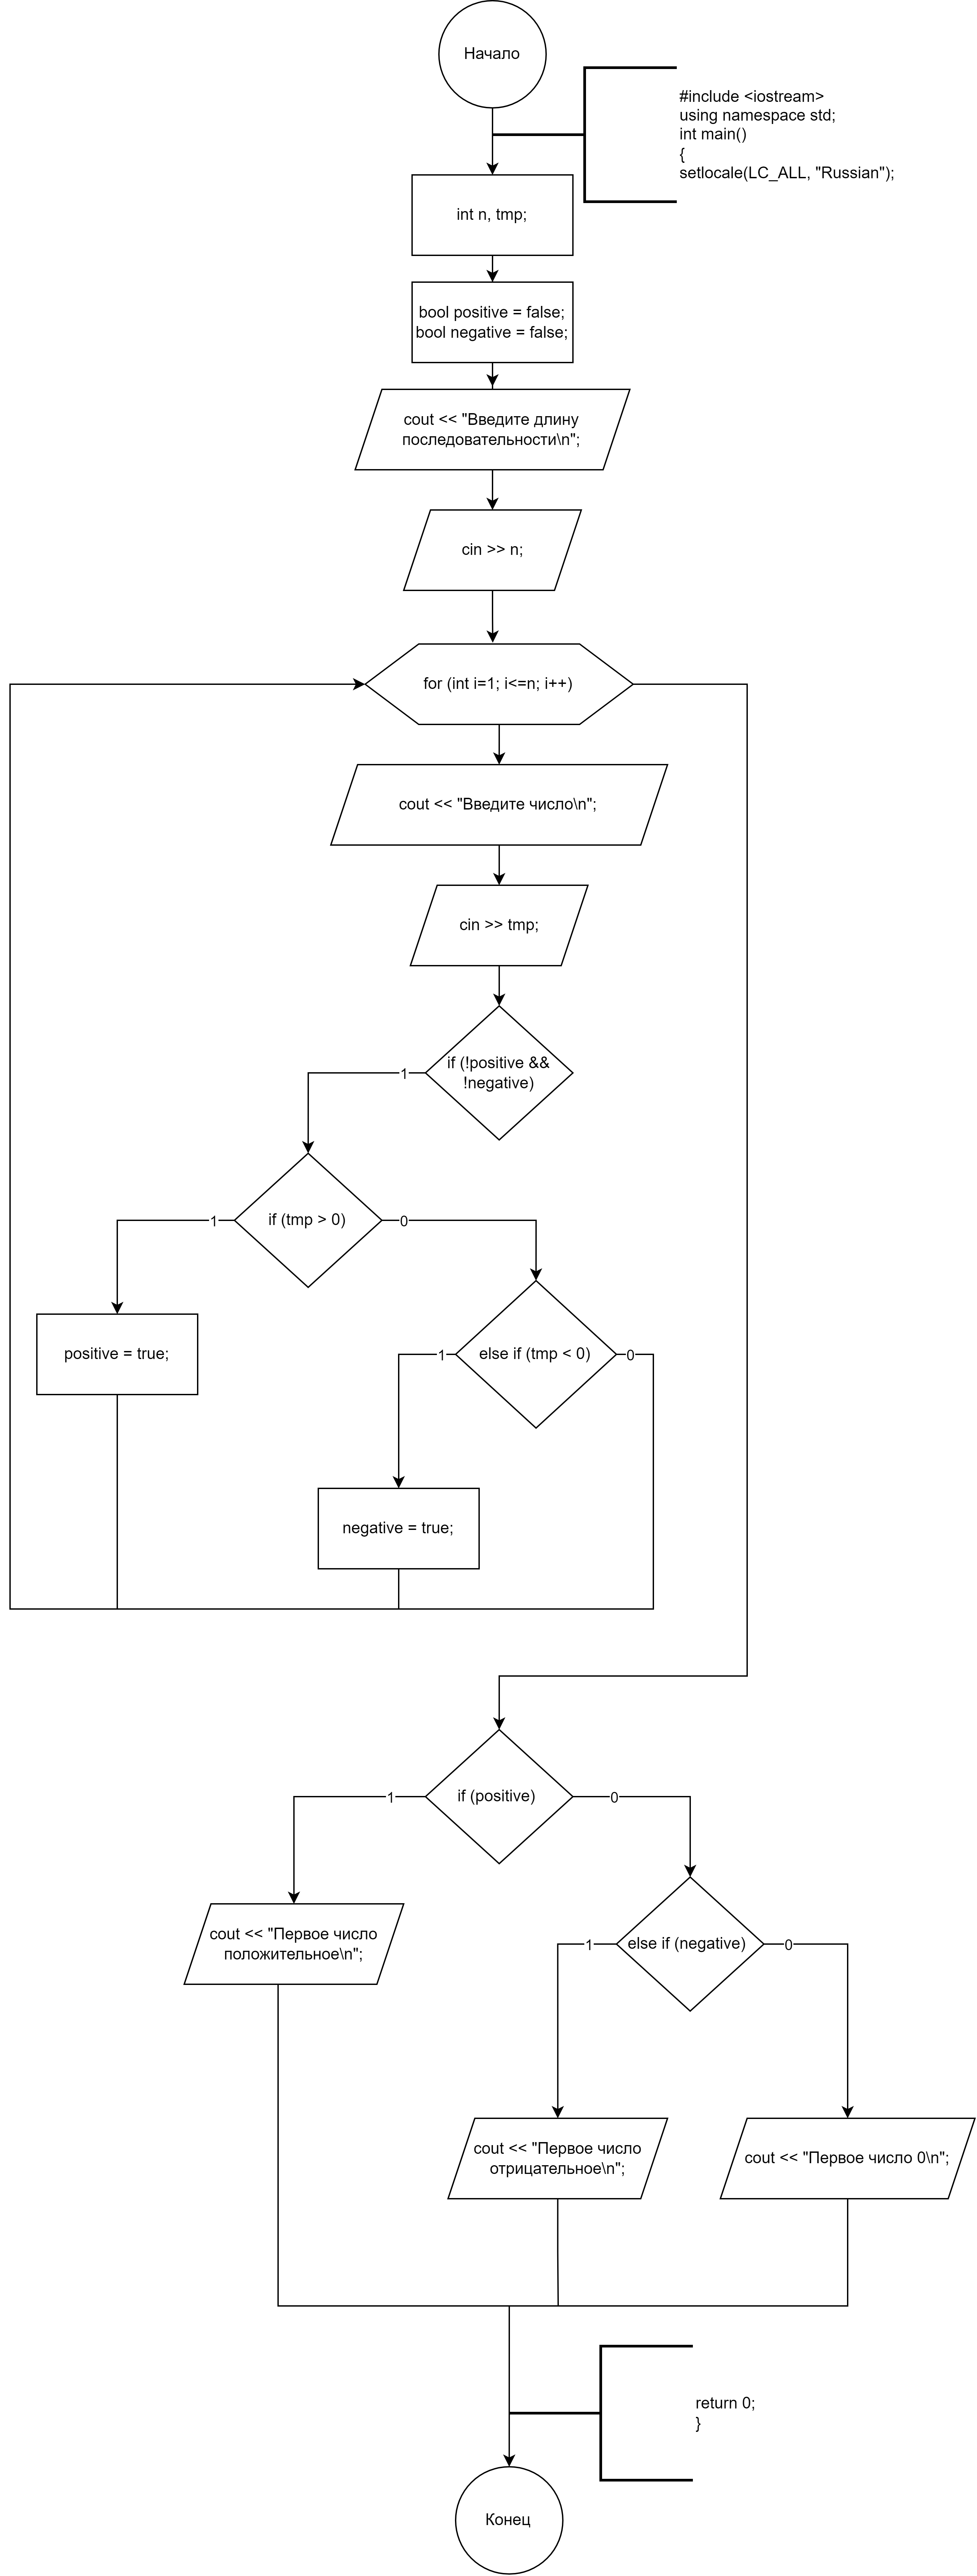 Начало
#include <iostream>
using namespace std;
int main()
{
setlocale(LC_ALL, "Russian");
int n, tmp;
bool positive = false;
bool negative = false;
cout << "Введите длину
последовательности\n";
cin >> n;
for (int i=1; i<=n; i++)
cout << "Введите число\n";
cin >> tmp;
if (!positive &&
!negative)
1
if (tmp > 0)
1
0
positive = true;
else if (tmp < 0)
1
0
negative = true;
if (positive)
1
0
cout << "Первое число
положительное\n";
else if (negative)
1
0
cout << "Первое число
отрицательное\n";
cout << "Первое число 0\n";
return 0;
}
Конец